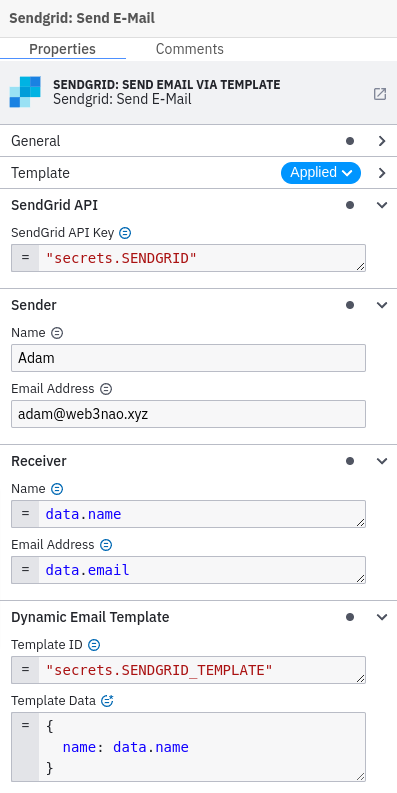 Sendgrid: Send E-Mail
Properties Comments
SENDGRID: SEND EMAIL VIA TEMPLATE
Sendgrid: Send E-Mail
General
Template Applied
SendGrid API
SendGrid API Key
= "secrets.SENDGRID"
Sender
Name
Adam
Email Address
adam@web3nao.xyz
Receiver
Name
= data.name
Email Address
= data.email
Dynamic Email Template
Template ID
= "secrets.SENDGRID_TEMPLATE"
Template Data
= {
name: data.name
}